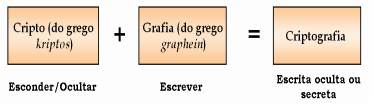 Cripto (do grego
kriptos)
+
Grafia (do grego
graphein)
=
Criptografia
Esconder/Ocultar
Escrever
Escrita oculta ou
secreta